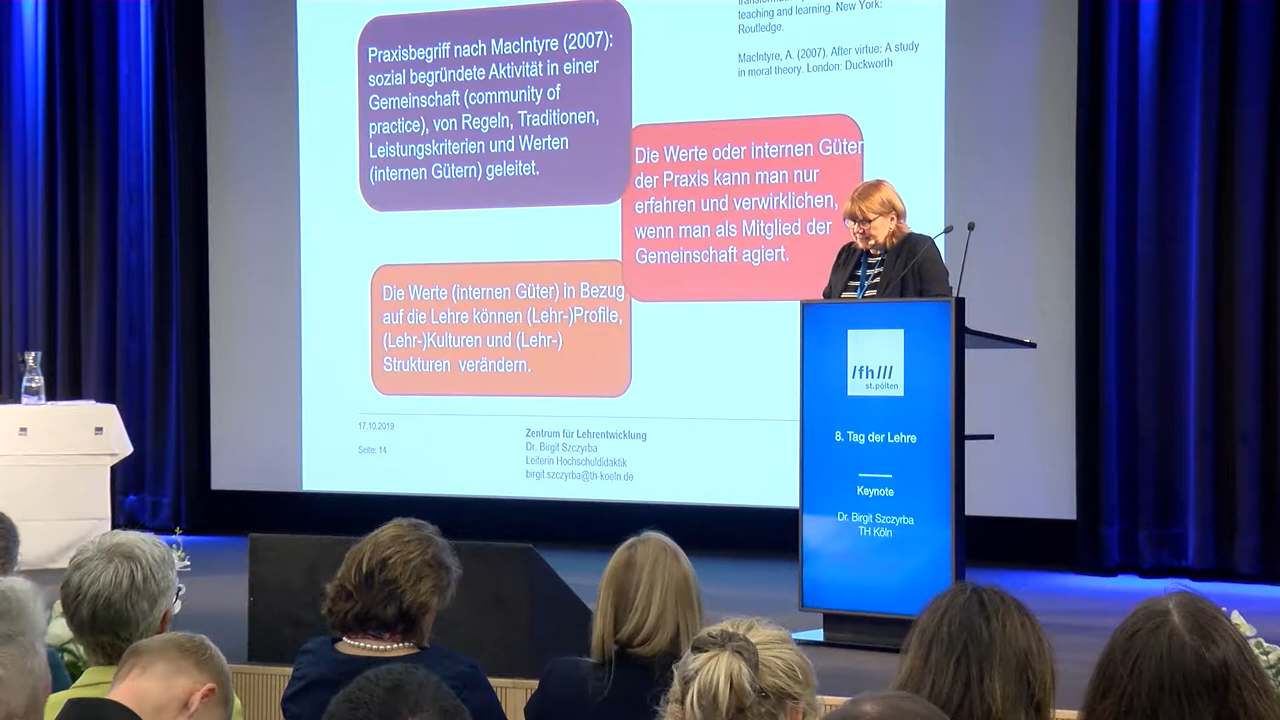 Praxisbegriff nach MacIntyre (2007):
sozial begründete Aktivität in einer
Gemeinschaft (community of
practice), von Regeln, Traditionen,
Leistungskriterien und Werten
(internen Gütern) geleitet.
teaching and learning. New York:
Routledge.
MacIntyre, A. (2007). After virtue: A study
in moral theory. London: Duckworth
Die Werte oder internen Güter
der Praxis kann man nur
erfahren und verwirklichen,
wenn man als Mitglied der
Gemeinschaft agiert.
Die Werte (internen Güter) in Bezug
auf die Lehre können (Lehr-)Profile,
(Lehr-)Kulturen und (Lehr-)
Strukturen verändern.
17.10.2019
Seite: 14
Zentrum für Lehrentwicklung
Dr. Birgit Szczyrba
Leiterin Hochschuldidaktik
birgit.szczyrba@th-koeln.de
/fh///
st.pölten
8. Tag der Lehre
Keynote
Dr. Birgit Szczyrba
TH Köln